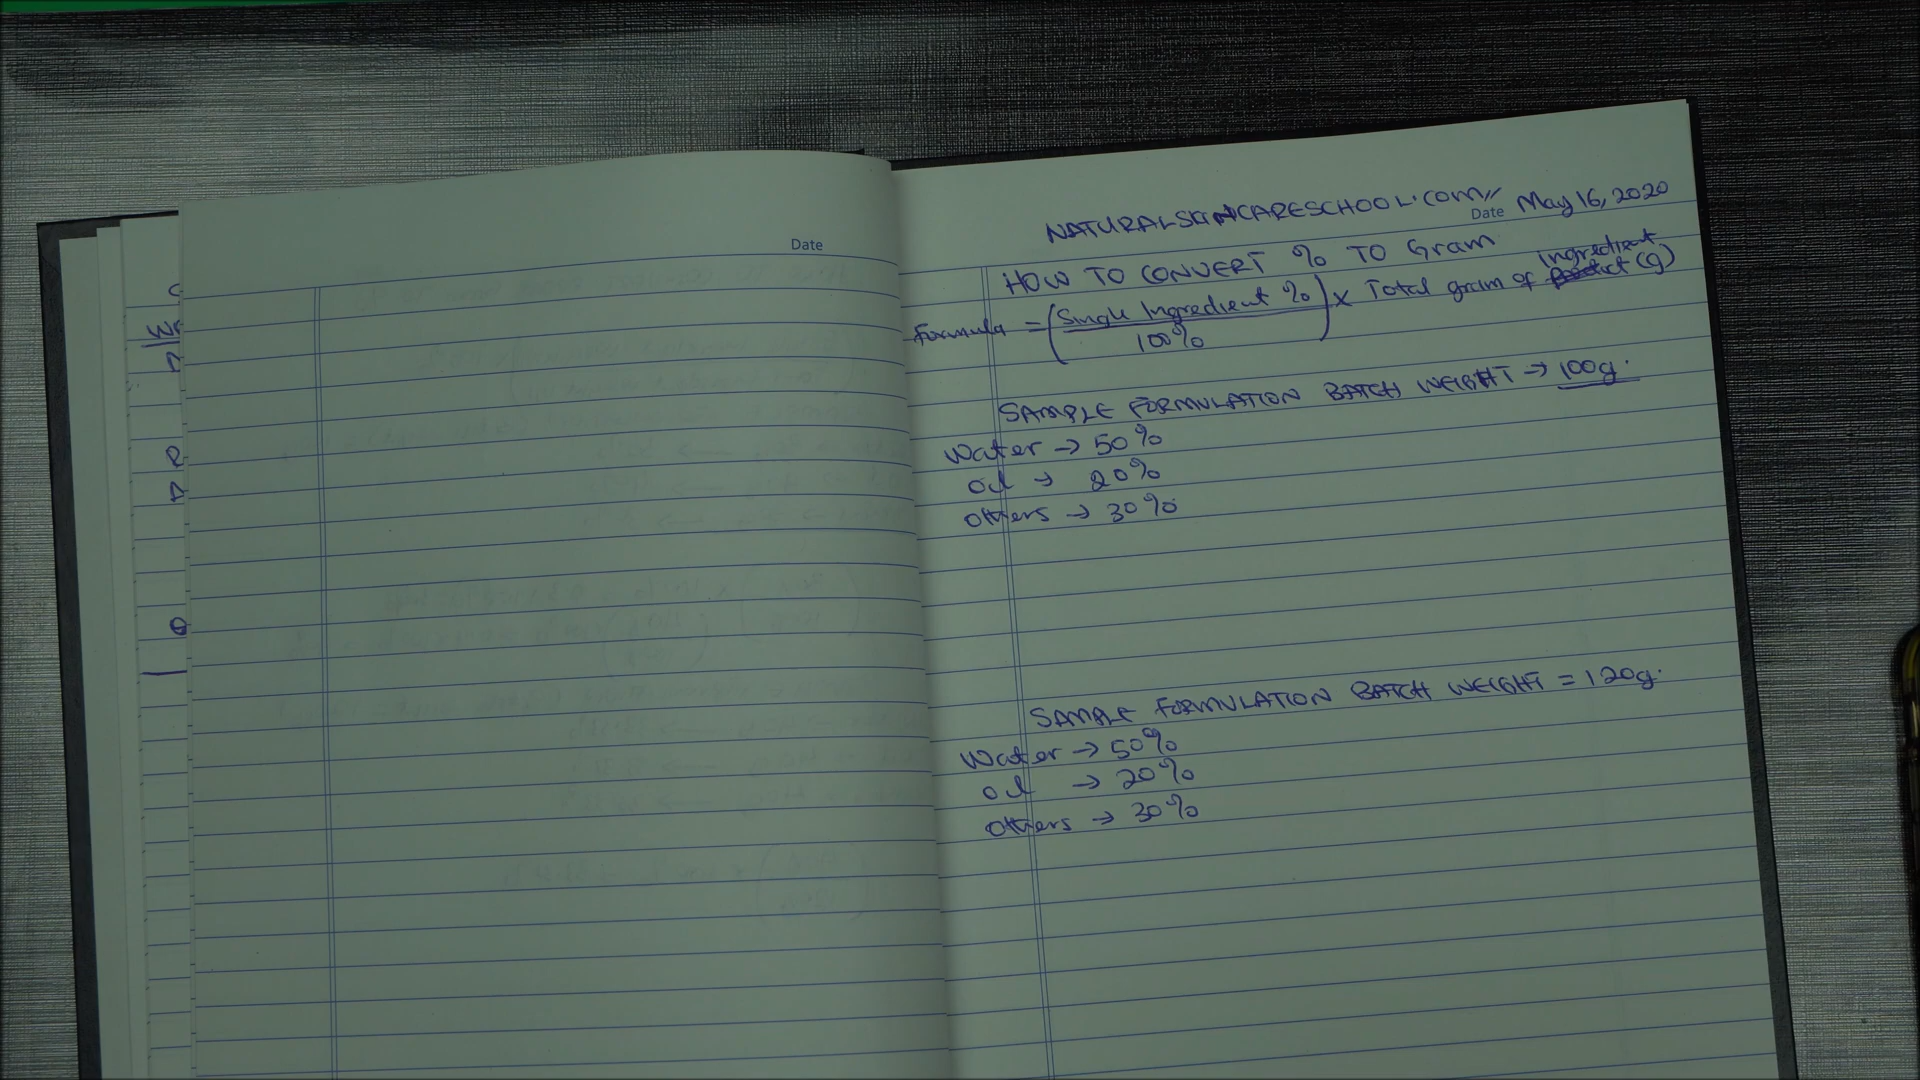 Date
C
Wr
D
R
D
O
NATURALSKINCARESCHOOL.COM//
Date May 16, 2020
HOW TO CONVERT % TO Gram
Ingredient
Formula = (Single Ingredient % / 100%) x Total gram of (g)
SAMPLE FORMULATION BATCH WEIGHT → 100g.
Water → 50%
Oil → 20%
Others → 30%
SAMPLE FORMULATION BATCH WEIGHT = 120g.
Water → 50%
Oil → 20%
Others → 30%